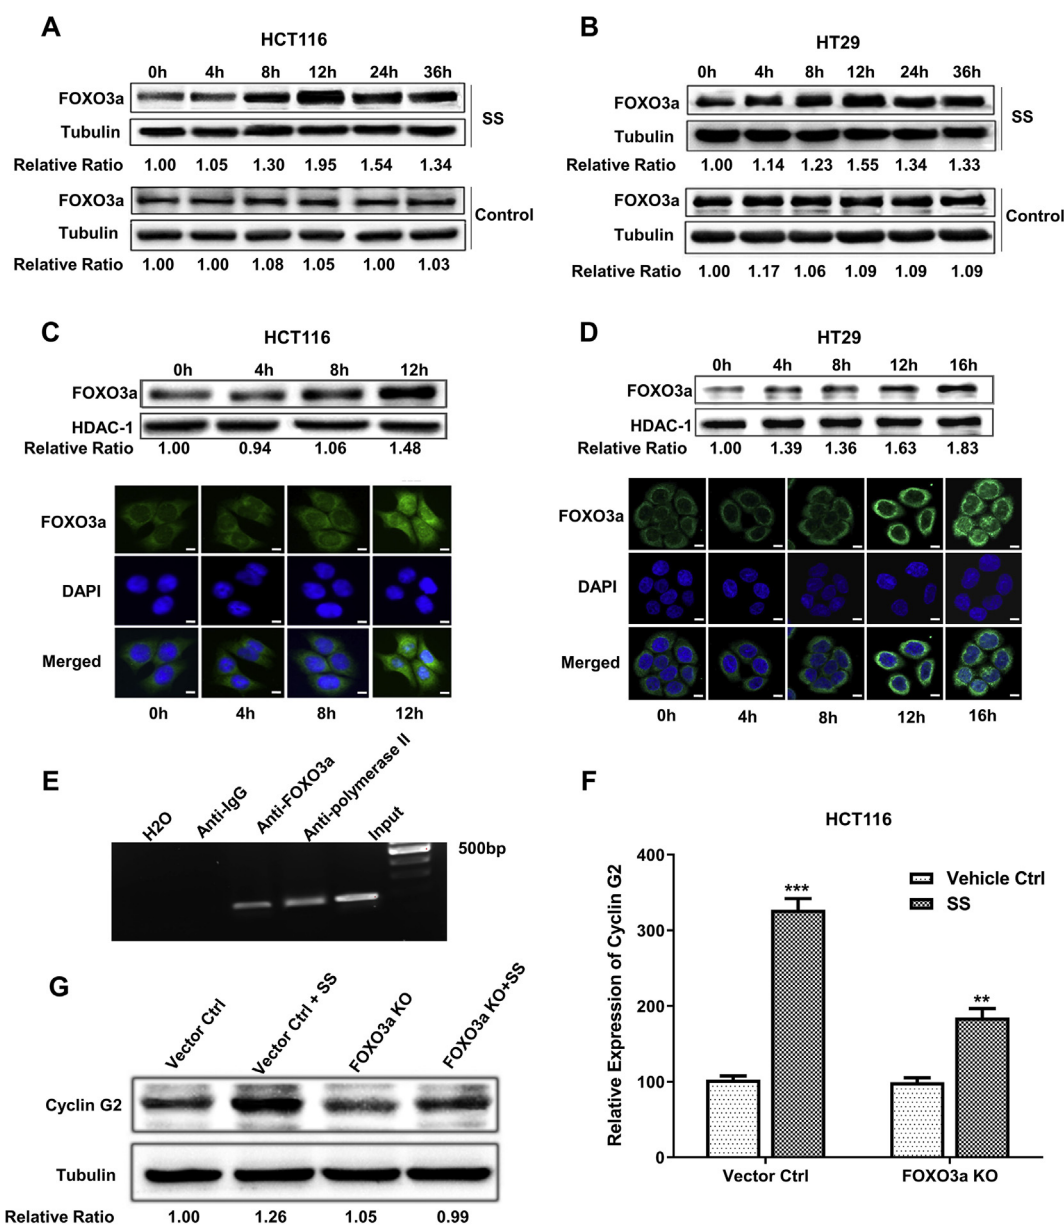 A
HCT116
0h 4h 8h 12h 24h 36h
FOXO3a
Tubulin
SS
Relative Ratio 1.00 1.05 1.30 1.95 1.54 1.34
FOXO3a
Tubulin
Control
Relative Ratio 1.00 1.00 1.08 1.05 1.00 1.03
B
HT29
0h 4h 8h 12h 24h 36h
FOXO3a
Tubulin
SS
Relative Ratio 1.00 1.14 1.23 1.55 1.34 1.33
FOXO3a
Tubulin
Control
Relative Ratio 1.00 1.17 1.06 1.09 1.09 1.09
C
HCT116
0h 4h 8h 12h
FOXO3a
HDAC-1
Relative Ratio 1.00 0.94 1.06 1.48
FOXO3a
DAPI
Merged
0h 4h 8h 12h
D
HT29
0h 4h 8h 12h 16h
FOXO3a
HDAC-1
Relative Ratio 1.00 1.39 1.36 1.63 1.83
FOXO3a
DAPI
Merged
0h 4h 8h 12h 16h
E
H2O Anti-IgG Anti-FOXO3a Anti-polymerase II Input
500bp
F
HCT116
Relative Expression of Cyclin G2
400
300
200
100
0
Vehicle Ctrl
SS
***
**
Vector Ctrl FOXO3a KO
G
Vector Ctrl Vector Ctrl + SS FOXO3a KO FOXO3a KO+SS
Cyclin G2
Tubulin
Relative Ratio 1.00 1.26 1.05 0.99